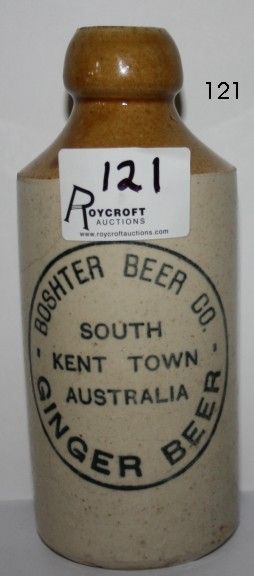 121
121
ROYCROFT
AUCTIONS
www.roycroftauctions.com
BOSHTER BEER CO.
SOUTH
KENT TOWN
AUSTRALIA
GINGER BEER